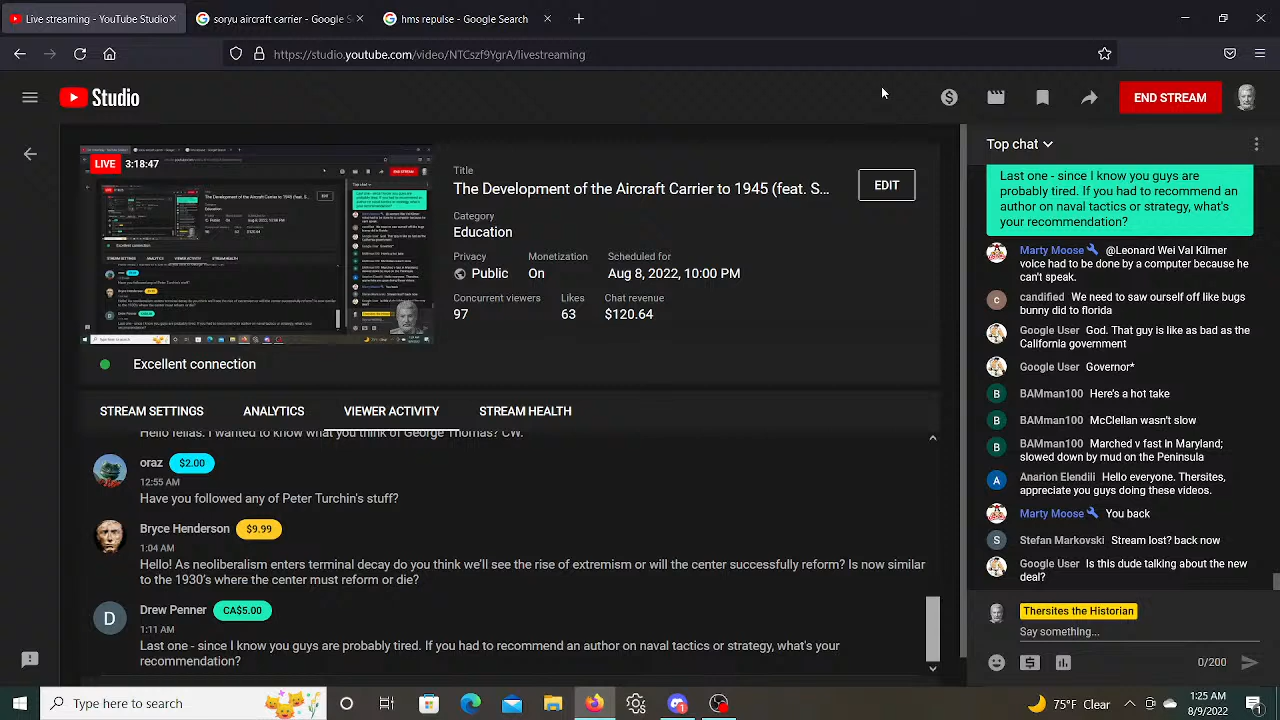 Live streaming - YouTube Studio
soryu aircraft carrier - Google S
hms rep
oogle Search
https://studio.youtube.com/video/NTCszf9YgrA/livestreaming
Studio
END STREAM
LIVE 3:18:47
Title
The Development of the Aircraft Carrier to 1945 (fea
Category
Education
Public
On
Aug 8, 2022, 10:00 PM
Concurrent viewers
97
63
$120.64
Excellent connection
STREAM SETTINGS
ANALYTICS
VIEWER ACTIVITY
STREAM HEALTH
Hello fellas. I wanted to know what you think of George Thomas? CW.
oraz $2.00
12:55 AM
Have you followed any of Peter Turchin's stuff?
Bryce Henderson $9.99
1:04 AM
Hello! As neoliberalism enters terminal decay do you think we'll see the rise of extremism or will the center successfully reform? Is now similar
to the 1930's where the center must reform or die?
D
Drew Penner CA$5.00
1:11 AM
Last one - since I know you guys are probably tired. If you had to recommend an author on naval tactics or strategy, what's your
recommendation?
Top chat
Last one - since I know you guys are
probably tired. If you had to recommend an
author on naval tactics or strategy, what's
your recommendation?
Marty Moose @Leonard Wei Val Kilmer
voice had to be done by a computer because he
can't speak.
to saw ourself off like bugs
bunny did to florida
Google User God. That guy is like as bad as the
California government
Google User Governor*
B BAMman100 Here's a hot take
B BAMman100 McClellan wasn't slow
B BAMman100 Marched v fast in Maryland;
slowed down by mud on the Peninsula
A Anarion Elendili Hello everyone. Thersites,
appreciate you guys doing these videos.
Marty Moose You back
S Stefan Markovski Stream lost? back now
Google User Is this dude talking about the new
deal?
Thersites the Historian
Say something...
0/200
Type here to search
75°F Clear
1:25 AM
8/9/2022